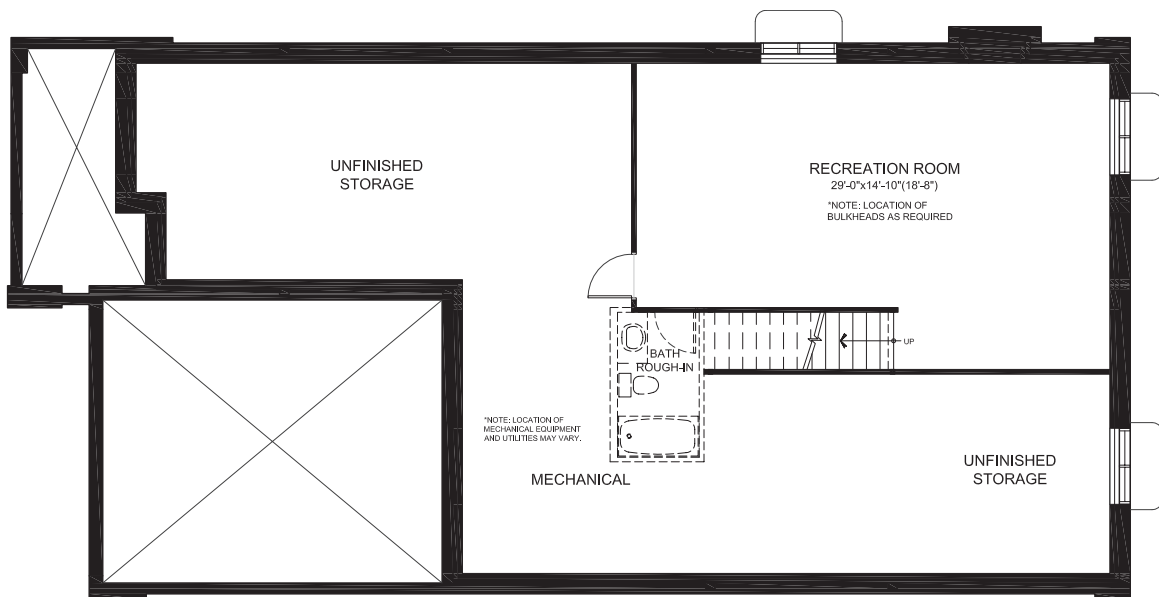 UNFINISHED
STORAGE
RECREATION ROOM
29'-0"x14'-10"(18'-8")
*NOTE: LOCATION OF
BULKHEADS AS REQUIRED
UP
BATH
ROUGH-IN
*NOTE: LOCATION OF
MECHANICAL EQUIPMENT
AND UTILITIES MAY VARY.
MECHANICAL
UNFINISHED
STORAGE